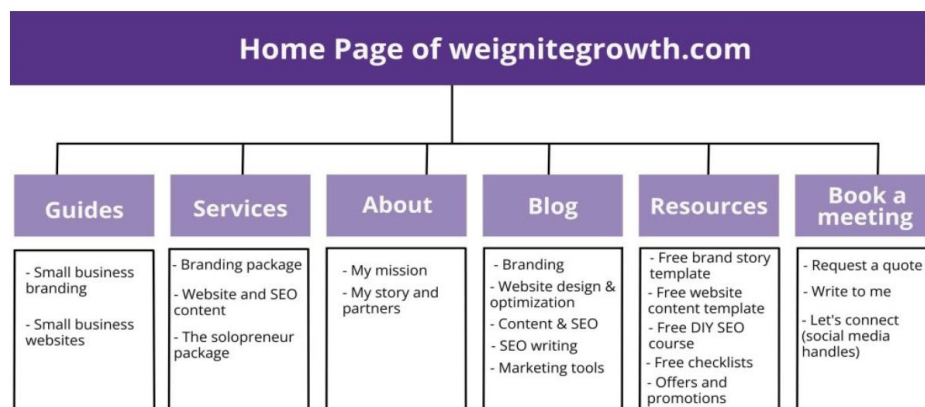 Home Page of weignitegrowth.com
Guides
- Small business
branding
- Small business
websites
Services
- Branding package
- Website and SEO
content
- The solopreneur
package
About
- My mission
- My story and
partners
Blog
- Branding
- Website design &
optimization
- Content & SEO
- SEO writing
- Marketing tools
Resources
- Free brand story
template
- Free website
content template
- Free DIY SEO
course
- Free checklists
- Offers and
promotions
Book a
meeting
- Request a quote
- Write to me
- Let's connect
(social media
handles)